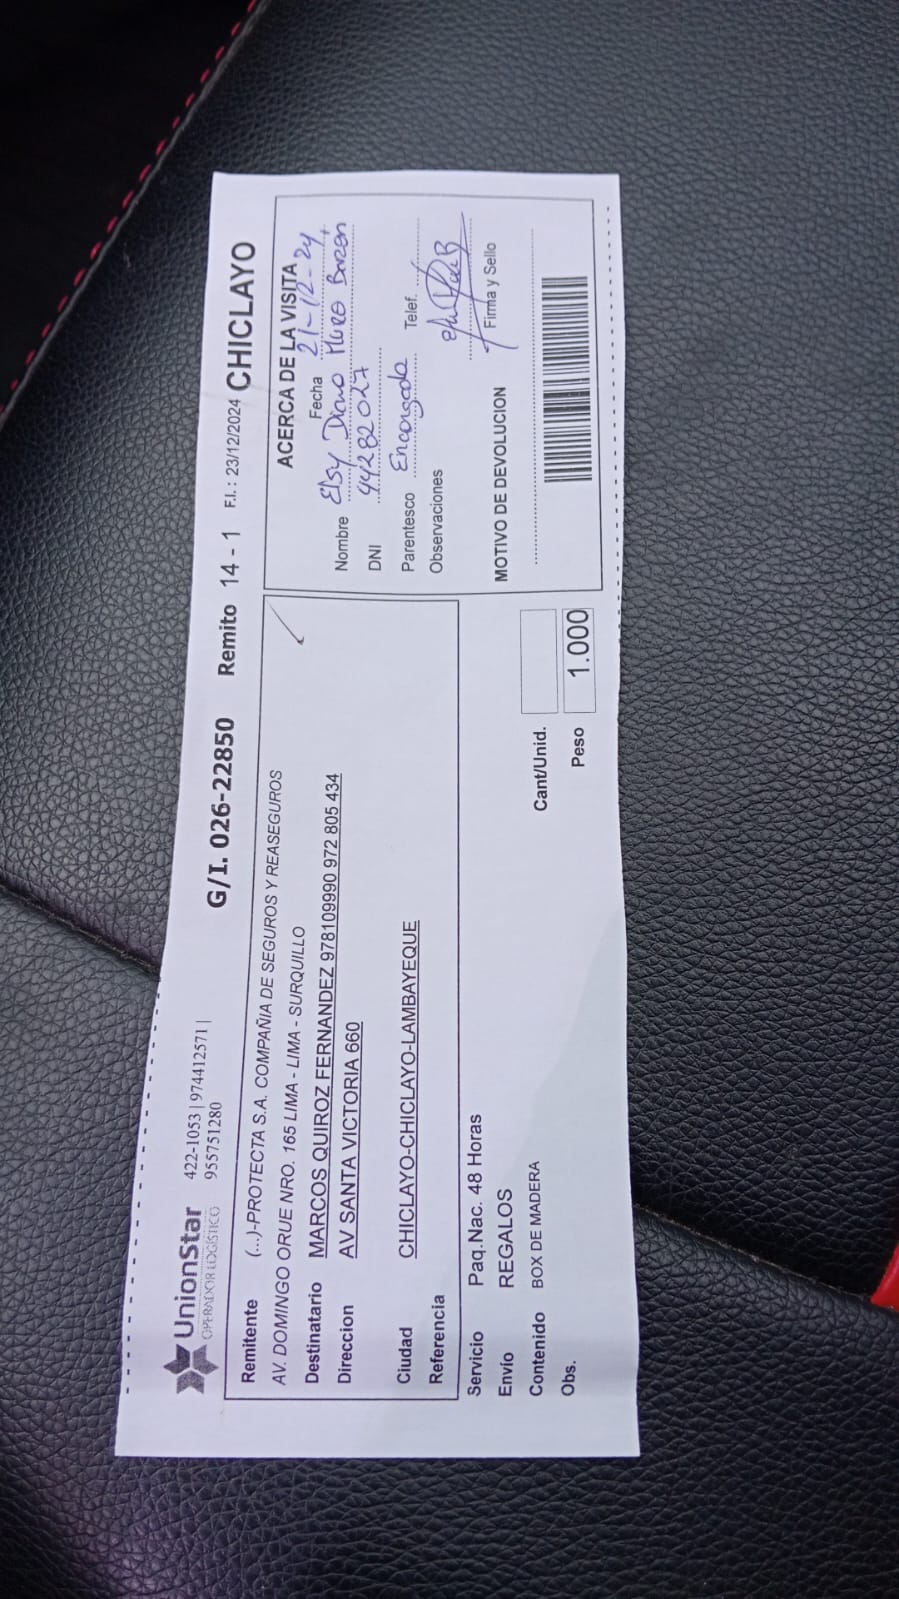 UnionStar
OPERADOR LOGÍSTICO
422-1053 | 974412571 |
955751280
G/I. 026-22850 Remito 14 - 1 F.I.: 23/12/2024 CHICLAYO
Remitente (...)-PROTECTA S.A. COMPAÑIA DE SEGUROS Y REASEGUROS
AV. DOMINGO ORUE NRO. 165 LIMA - LIMA - SURQUILLO
Destinatario MARCOS QUIROZ FERNANDEZ 978109990 972 805 434
Direccion AV SANTA VICTORIA 660
Ciudad CHICLAYO-CHICLAYO-LAMBAYEQUE
Referencia
Servicio Paq.Nac. 48 Horas
Envío REGALOS
Contenido BOX DE MADERA
Obs.
Cant/Unid.
Peso 1.000
ACERCA DE LA VISITA
Fecha 21-12-24
Nombre Elsy Diana Muro
DNI 44282027
Parentesco Encargada Telef.
Observaciones
Firma y Sello
MOTIVO DE DEVOLUCION